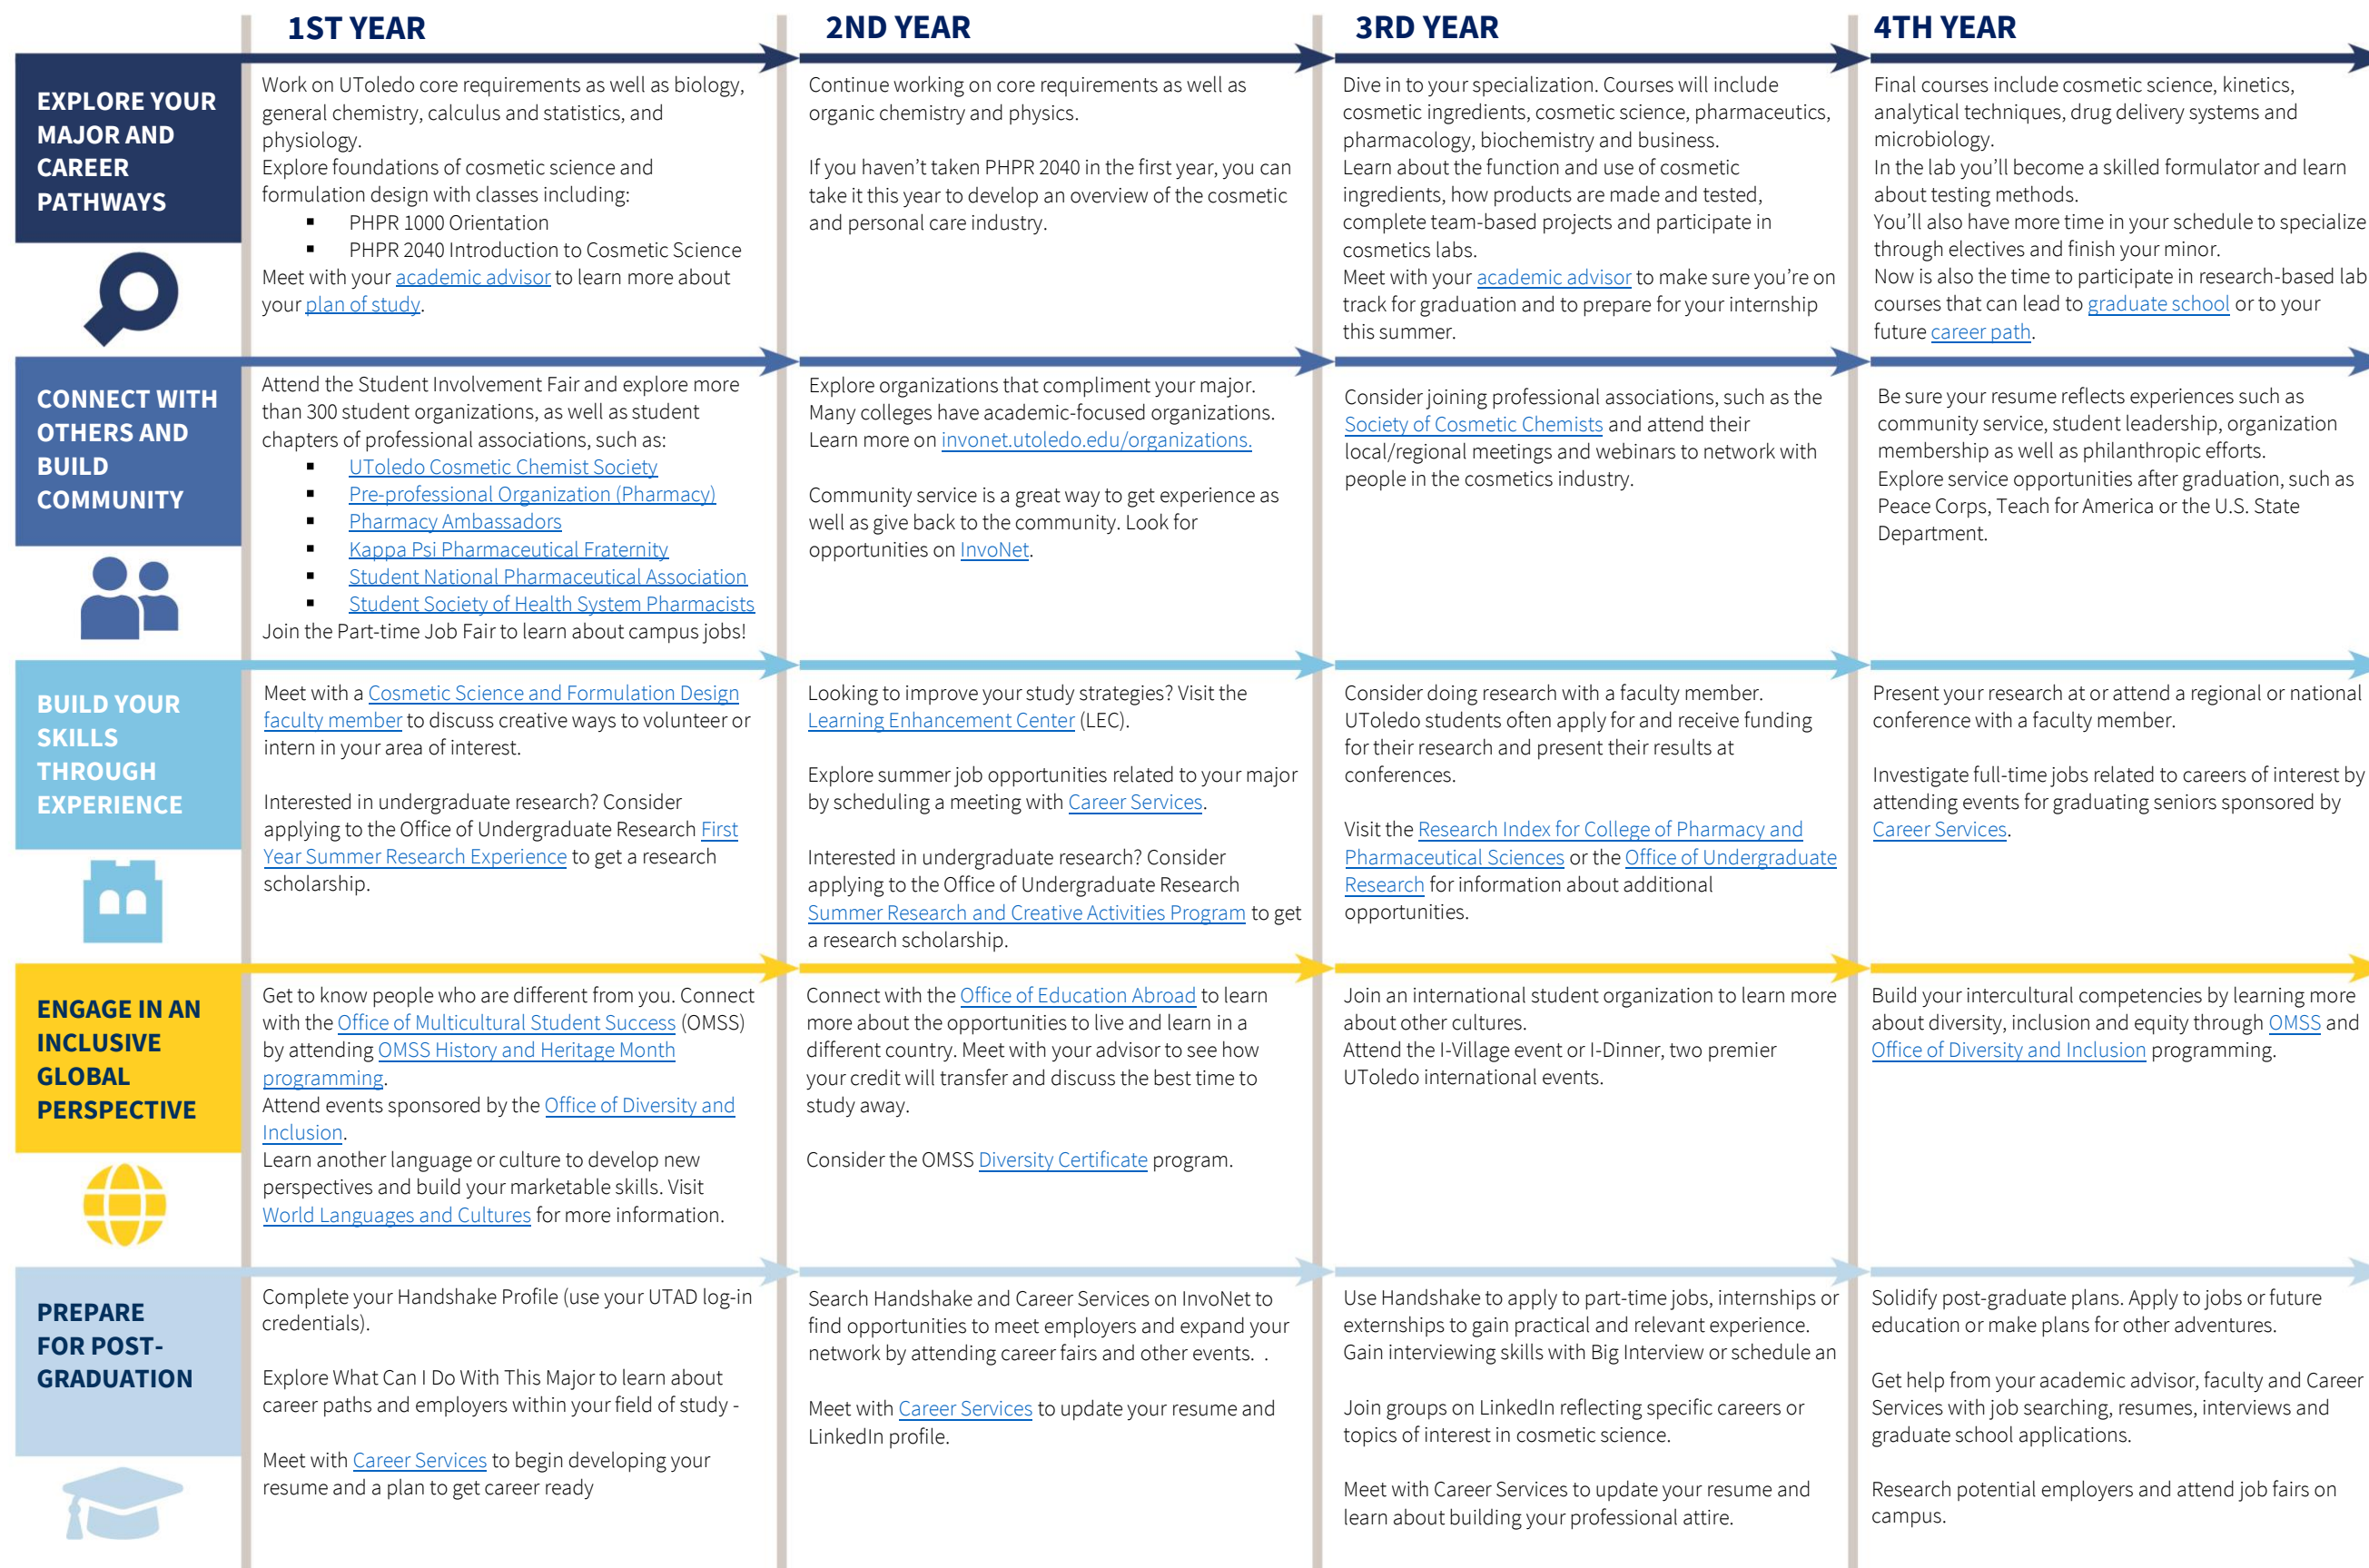 1ST YEAR
2ND YEAR
3RD YEAR
4TH YEAR
EXPLORE YOUR
MAJOR AND
CAREER
PATHWAYS
Work on UToledo core requirements as well as biology,
general chemistry, calculus and statistics, and
physiology.
Explore foundations of cosmetic science and
formulation design with classes including:
▪ PHPR 1000 Orientation
▪ PHPR 2040 Introduction to Cosmetic Science
Meet with your academic advisor to learn more about
your plan of study.
Continue working on core requirements as well as
organic chemistry and physics.
If you haven't taken PHPR 2040 in the first year, you can
take it this year to develop an overview of the cosmetic
and personal care industry.
Dive in to your specialization. Courses will include
cosmetic ingredients, cosmetic science, pharmaceutics,
pharmacology, biochemistry and business.
Learn about the function and use of cosmetic
ingredients, how products are made and tested,
complete team-based projects and participate in
cosmetics labs.
Meet with your academic advisor to make sure you're on
track for graduation and to prepare for your internship
this summer.
Final courses include cosmetic science, kinetics,
analytical techniques, drug delivery systems and
microbiology.
In the lab you'll become a skilled formulator and learn
about testing methods.
You'll also have more time in your schedule to specialize
through electives and finish your minor.
Now is also the time to participate in research-based lab
courses that can lead to graduate school or to your
future career path.
CONNECT WITH
OTHERS AND
BUILD
COMMUNITY
Attend the Student Involvement Fair and explore more
than 300 student organizations, as well as student
chapters of professional associations, such as:
▪ UToledo Cosmetic Chemist Society
▪ Pre-professional Organization (Pharmacy)
▪ Pharmacy Ambassadors
▪ Kappa Psi Pharmaceutical Fraternity
▪ Student National Pharmaceutical Association
▪ Student Society of Health System Pharmacists
Join the Part-time Job Fair to learn about campus jobs!
Explore organizations that compliment your major.
Many colleges have academic-focused organizations.
Learn more on invonet.utoledo.edu/organizations.
Community service is a great way to get experience as
well as give back to the community. Look for
opportunities on InvoNet.
Consider joining professional associations, such as the
Society of Cosmetic Chemists and attend their
local/regional meetings and webinars to network with
people in the cosmetics industry.
Be sure your resume reflects experiences such as
community service, student leadership, organization
membership as well as philanthropic efforts.
Explore service opportunities after graduation, such as
Peace Corps, Teach for America or the U.S. State
Department.
BUILD YOUR
SKILLS
THROUGH
EXPERIENCE
Meet with a Cosmetic Science and Formulation Design
faculty member to discuss creative ways to volunteer or
intern in your area of interest.
Interested in undergraduate research? Consider
applying to the Office of Undergraduate Research First
Year Summer Research Experience to get a research
scholarship.
Looking to improve your study strategies? Visit the
Learning Enhancement Center (LEC).
Explore summer job opportunities related to your major
by scheduling a meeting with Career Services.
Interested in undergraduate research? Consider
applying to the Office of Undergraduate Research
Summer Research and Creative Activities Program to get
a research scholarship.
Consider doing research with a faculty member.
UToledo students often apply for and receive funding
for their research and present their results at
conferences.
Visit the Research Index for College of Pharmacy and
Pharmaceutical Sciences or the Office of Undergraduate
Research for information about additional
opportunities.
Present your research at or attend a regional or national
conference with a faculty member.
Investigate full-time jobs related to careers of interest by
attending events for graduating seniors sponsored by
Career Services.
ENGAGE IN AN
INCLUSIVE
GLOBAL
PERSPECTIVE
Get to know people who are different from you. Connect
with the Office of Multicultural Student Success (OMSS)
by attending OMSS History and Heritage Month
programming.
Attend events sponsored by the Office of Diversity and
Inclusion.
Learn another language or culture to develop new
perspectives and build your marketable skills. Visit
World Languages and Cultures for more information.
Connect with the Office of Education Abroad to learn
more about the opportunities to live and learn in a
different country. Meet with your advisor to see how
your credit will transfer and discuss the best time to
study away.
Consider the OMSS Diversity Certificate program.
Join an international student organization to learn more
about other cultures.
Attend the I-Village event or I-Dinner, two premier
UToledo international events.
Build your intercultural competencies by learning more
about diversity, inclusion and equity through OMSS and
Office of Diversity and Inclusion programming.
PREPARE
FOR POST-
GRADUATION
Complete your Handshake Profile (use your UTAD log-in
credentials).
Explore What Can I Do With This Major to learn about
career paths and employers within your field of study -
Meet with Career Services to begin developing your
resume and a plan to get career ready
Search Handshake and Career Services on InvoNet to
find opportunities to meet employers and expand your
network by attending career fairs and other events. .
Meet with Career Services to update your resume and
LinkedIn profile.
Use Handshake to apply to part-time jobs, internships or
externships to gain practical and relevant experience.
Gain interviewing skills with Big Interview or schedule an
Join groups on LinkedIn reflecting specific careers or
topics of interest in cosmetic science.
Meet with Career Services to update your resume and
learn about building your professional attire.
Solidify post-graduate plans. Apply to jobs or future
education or make plans for other adventures.
Get help from your academic advisor, faculty and Career
Services with job searching, resumes, interviews and
graduate school applications.
Research potential employers and attend job fairs on
campus.